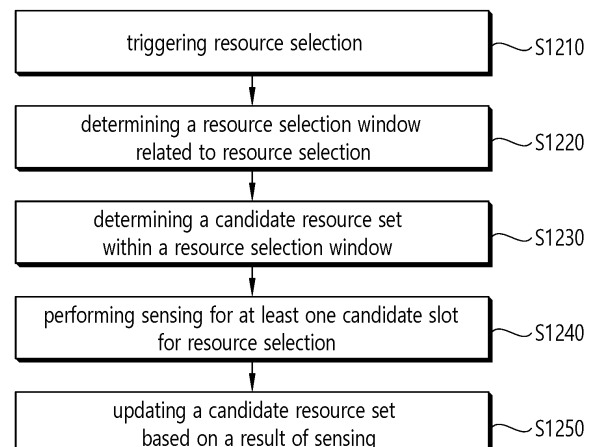 triggering resource selection
S1210
determining a resource selection window
related to resource selection
S1220
determining a candidate resource set
within a resource selection window
S1230
performing sensing for at least one candidate slot
for resource selection
S1240
updating a candidate resource set
based on a result of sensing
S1250